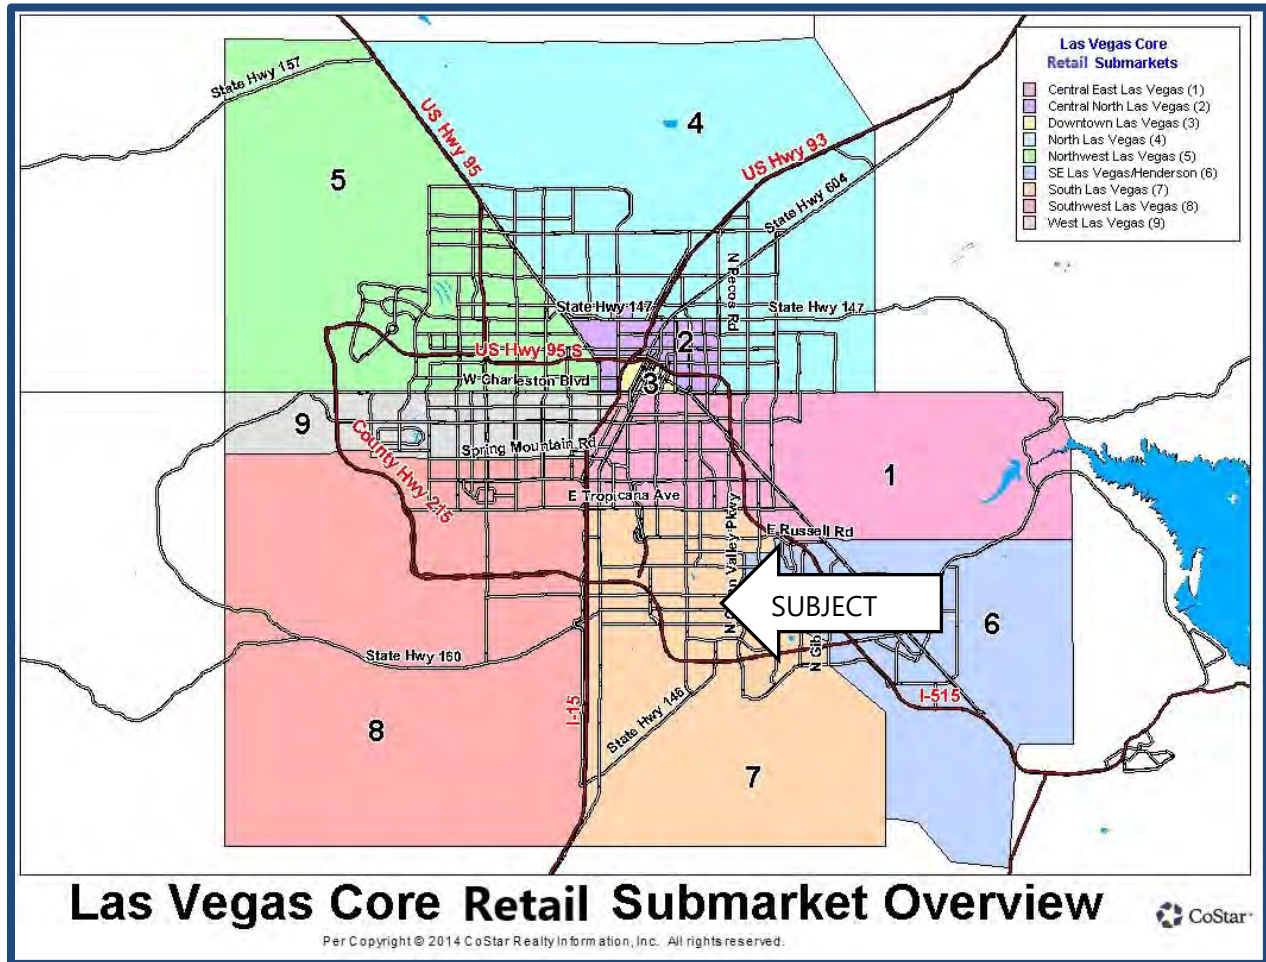 Las Vegas Core
Retail Submarkets
Central East Las Vegas (1)
Central North Las Vegas (2)
Downtown Las Vegas (3)
North Las Vegas (4)
Northwest Las Vegas (5)
SE Las Vegas/Henderson (6)
South Las Vegas (7)
Southwest Las Vegas (8)
West Las Vegas (9)
State Hwy 157
US Hwy 95
4
US Hwy 93
5
State Hwy 604
N Pecos Rd
State Hwy 147
State Hwy 147
2
US Hwy 95 S
W Charleston Blvd
3
9
County Hwy 215
Spring Mountain Rd
1
E Tropicana Ave
E Russell Rd
Valley Pkwy
SUBJECT
6
State Hwy 160
N Gib
I-515
I-15
State Hwy 146
8
7
Las Vegas Core Retail Submarket Overview
CoStar
Per Copyright © 2014 CoStar Realty Information, Inc. All rights reserved.